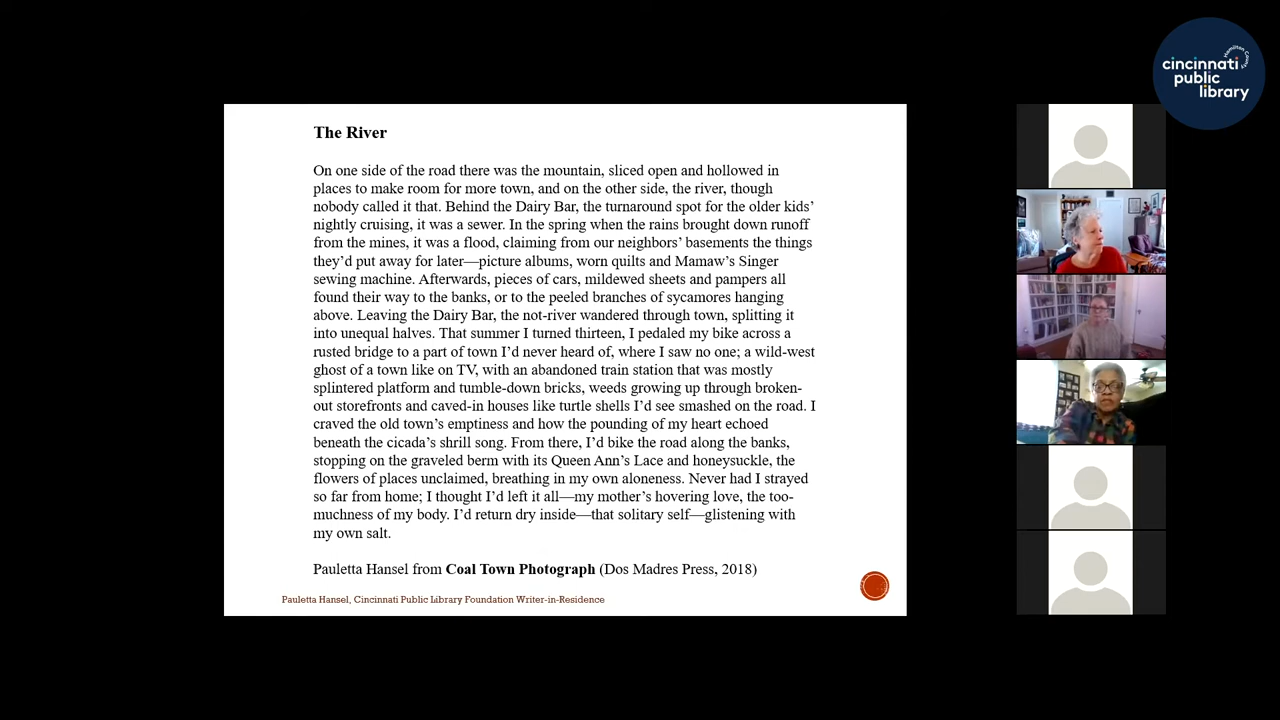 The River
On one side of the road there was the mountain, sliced open and hollowed in
places to make room for more town, and on the other side, the river, though
nobody called it that. Behind the Dairy Bar, the turnaround spot for the older kids’
nightly cruising, it was a sewer. In the spring when the rains brought down runoff
from the mines, it was a flood, claiming from our neighbors’ basements the things
they’d put away for later—picture albums, worn quilts and Mamaw’s Singer
sewing machine. Afterwards, pieces of cars, mildewed sheets and pampers all
found their way to the banks, or to the peeled branches of sycamores hanging
above. Leaving the Dairy Bar, the not-river wandered through town, splitting it
into unequal halves. That summer I turned thirteen, I pedaled my bike across a
rusted bridge to a part of town I’d never heard of, where I saw no one; a wild-west
ghost of a town like on TV, with an abandoned train station that was mostly
splintered platform and tumble-down bricks, weeds growing up through broken-
out storefronts and caved-in houses like turtle shells I’d see smashed on the road. I
craved the old town’s emptiness and how the pounding of my heart echoed
beneath the cicada’s shrill song. From there, I’d bike the road along the banks,
stopping on the graveled berm with its Queen Ann’s Lace and honeysuckle, the
flowers of places unclaimed, breathing in my own aloneness. Never had I strayed
so far from home; I thought I’d left it all—my mother’s hovering love, the too-
muchness of my body. I’d return dry inside—that solitary self—glistening with
my own salt.
Pauletta Hansel from Coal Town Photograph (Dos Madres Press, 2018)
Pauletta Hansel, Cincinnati Public Library Foundation Writer-in-Residence
cincinnati
Hamilton County
public
library